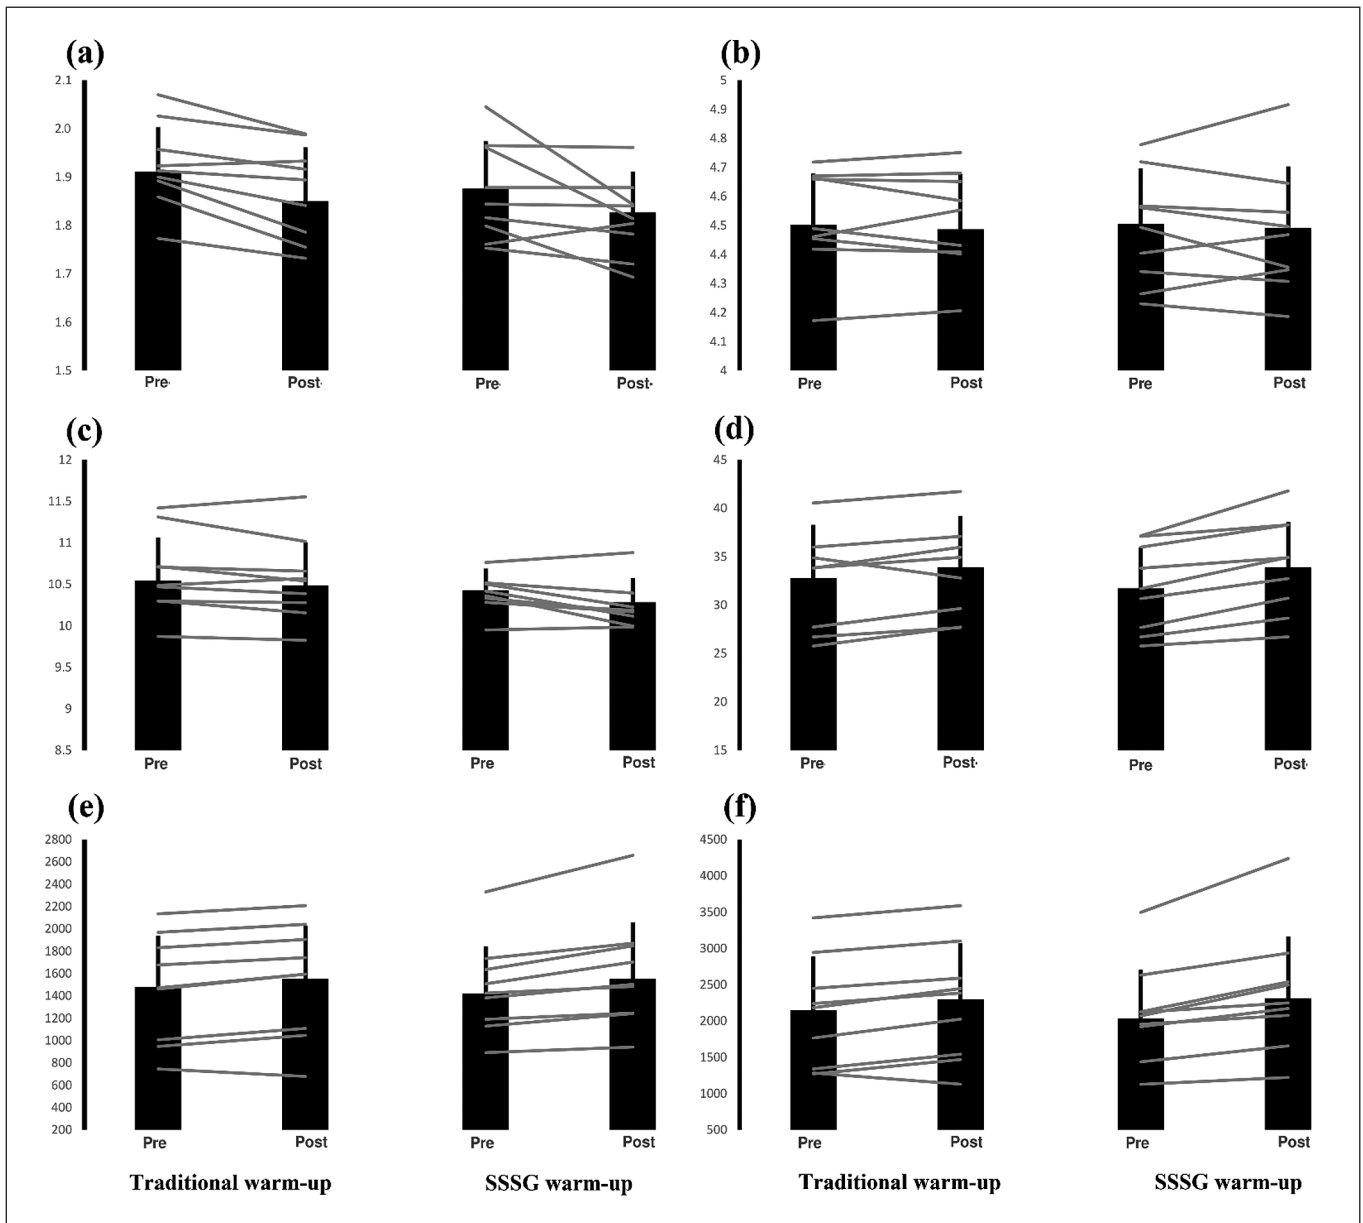 (a)
2.1
2.0
1.9
1.8
1.7
1.6
1.5
Pre
Post
Pre
Post
(b)
5
4.9
4.8
4.7
4.6
4.5
4.4
4.3
4.2
4.1
4
Pre
Post
Pre
Post
(c)
12
11.5
11
10.5
10
9.5
9
8.5
Pre
Post
Pre
Post
(d)
45
40
35
30
25
20
15
Pre
Post
Pre
Post
(e)
2800
2600
2400
2200
2000
1800
1600
1400
1200
1000
800
600
400
200
Pre
Post
Pre
Post
(f)
4500
4000
3500
3000
2500
2000
1500
1000
500
Pre
Post
Pre
Post
Traditional warm-up
SSSG warm-up
Traditional warm-up
SSSG warm-up